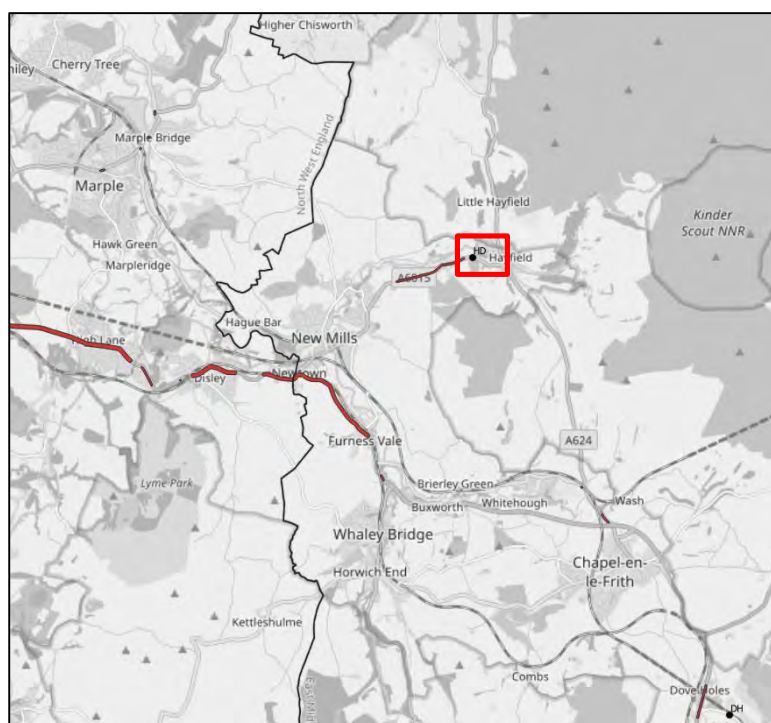 Higher Chisworth
Cherry Tree
Marple Bridge
North West England
Marple
Little Hayfield
Kinder
Scout NNR
Hawk Green
Marpleridge
HD
Hayfield
A6015
Hague Bar
New Mills
High Lane
Disley
Newtown
Furness Vale
A624
Lyme Park
Brierley Green
Buxworth
Whitehough
Wash
Whaley Bridge
Chapel-en-
le-Frith
Horwich End
Kettleshulme
Combs
Dove Holes
DH